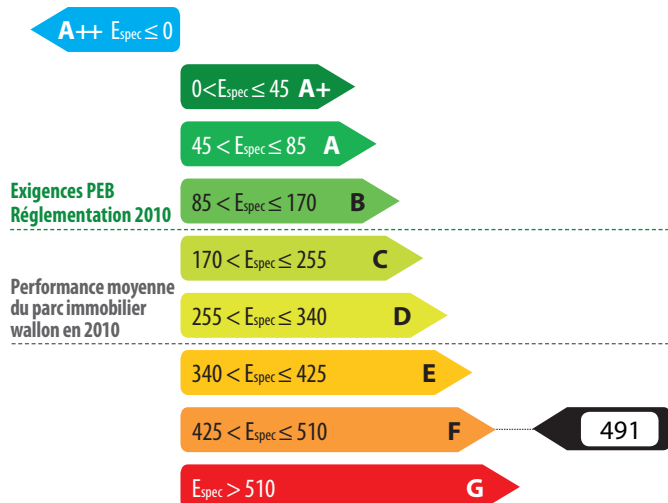 A++ Espec ≤ 0
0<Espec ≤ 45 A+
45 < Espec ≤ 85 A
Exigences PEB
Réglementation 2010
85 < Espec ≤ 170 B
170 < Espec ≤ 255 C
Performance moyenne
du parc immobilier
wallon en 2010
255 < Espec ≤ 340 D
340 < Espec ≤ 425 E
425 < Espec ≤ 510 F
491
Espec > 510 G